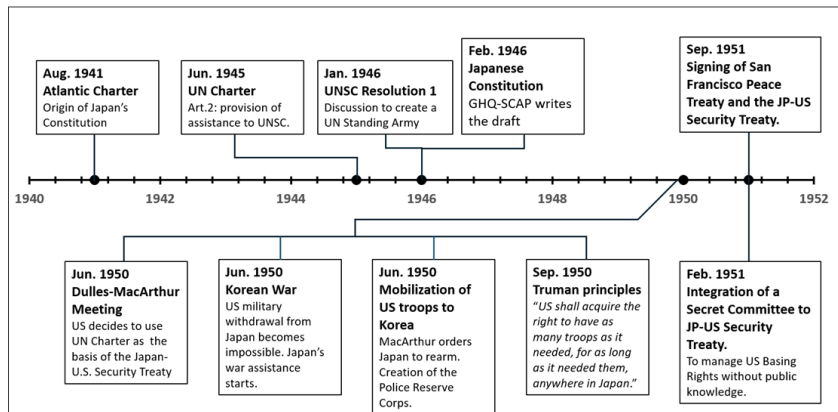 Aug. 1941
Atlantic Charter
Origin of Japan's
Constitution
Jun. 1945
UN Charter
Art.2: provision of
assistance to UNSC.
Jan. 1946
UNSC Resolution 1
Discussion to create a
UN Standing Army
Feb. 1946
Japanese
Constitution
GHQ-SCAP writes
the draft
Sep. 1951
Signing of San
Francisco Peace
Treaty and the JP-US
Security Treaty.
1940
1942
1944
1946
1948
1950
1952
Jun. 1950
Dulles-MacArthur
Meeting
US decides to use
UN Charter as the
basis of the Japan-
U.S. Security Treaty
Jun. 1950
Korean War
US military
withdrawal from
Japan becomes
impossible. Japan's
war assistance
starts.
Jun. 1950
Mobilization of
US troops to
Korea
MacArthur orders
Japan to rearm.
Creation of the
Police Reserve
Corps.
Sep. 1950
Truman principles
"US shall acquire the
right to have as
many troops as it
needed, for as long
as it needed them,
anywhere in Japan."
Feb. 1951
Integration of a
Secret Committee to
JP-US Security
Treaty.
To manage US Basing
Rights without public
knowledge.